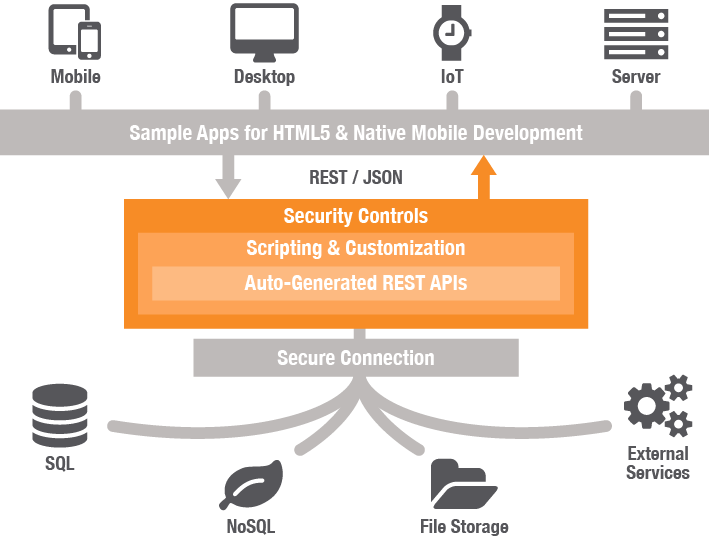 Mobile
Desktop
IoT
Server
Sample Apps for HTML5 & Native Mobile Development
REST / JSON
Security Controls
Scripting & Customization
Auto-Generated REST APIs
Secure Connection
SQL
NoSQL
File Storage
External
Services